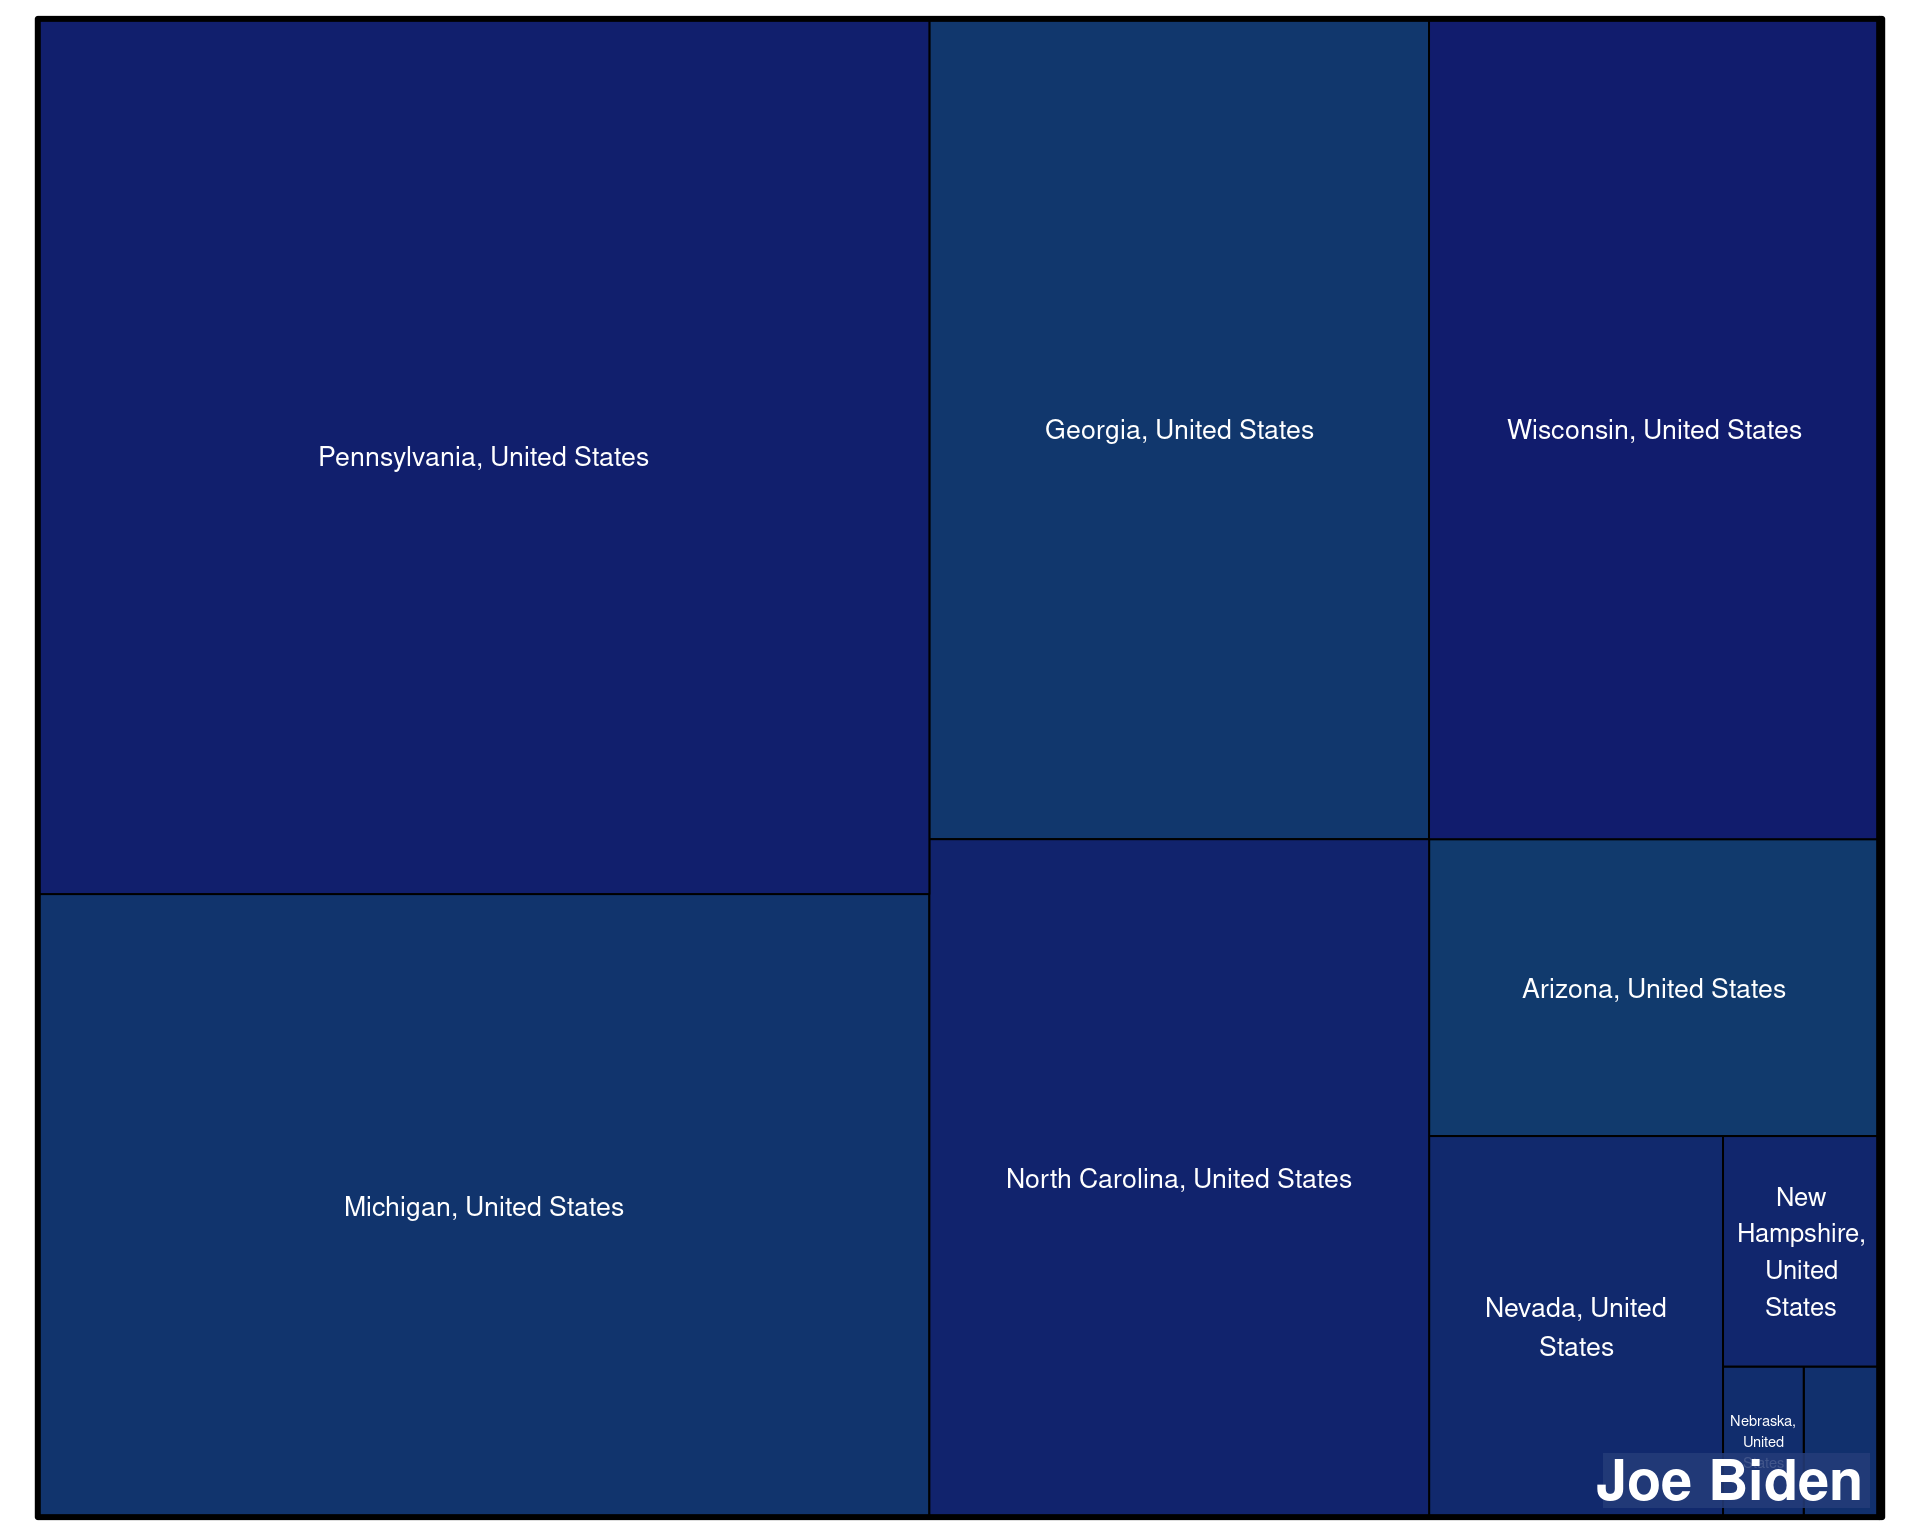 Pennsylvania, United States
Georgia, United States
Wisconsin, United States
Michigan, United States
North Carolina, United States
Arizona, United States
Nevada, United
States
New
Hampshire,
United
States
Nebraska,
United
Joe Biden